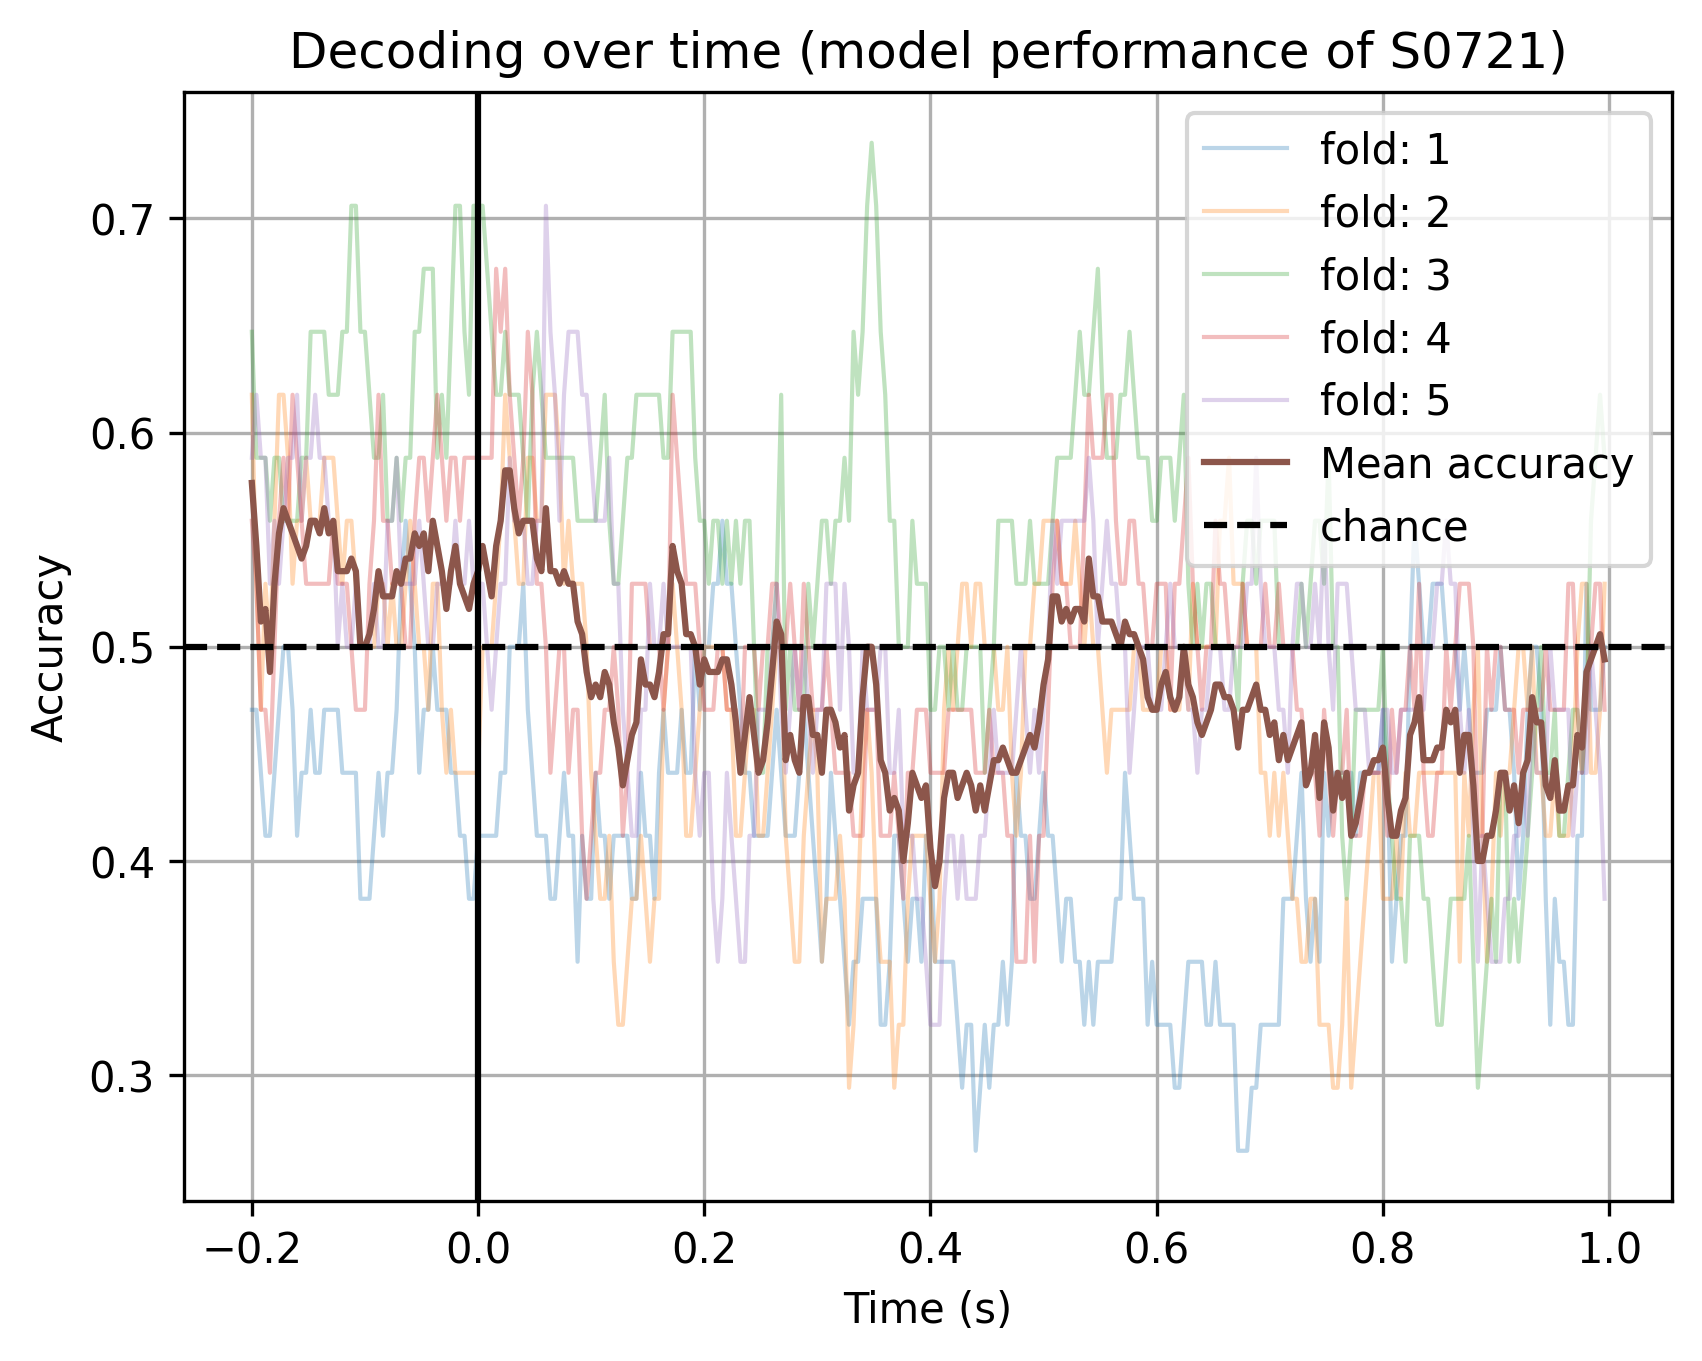 Decoding over time (model performance of S0721)
fold: 1
fold: 2
fold: 3
fold: 4
fold: 5
Mean accuracy
chance
Accuracy
0.7
0.6
0.5
0.4
0.3
−0.2 0.0 0.2 0.4 0.6 0.8 1.0
Time (s)